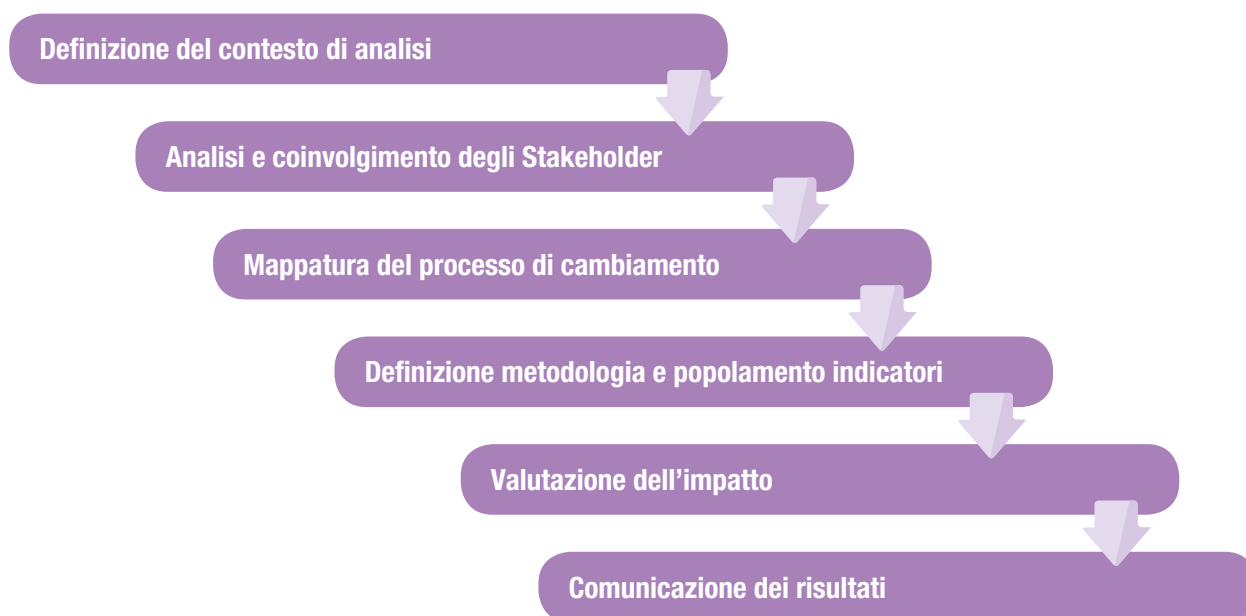 Definizione del contesto di analisi
Analisi e coinvolgimento degli Stakeholder
Mappatura del processo di cambiamento
Definizione metodologia e popolamento indicatori
Valutazione dell’impatto
Comunicazione dei risultati